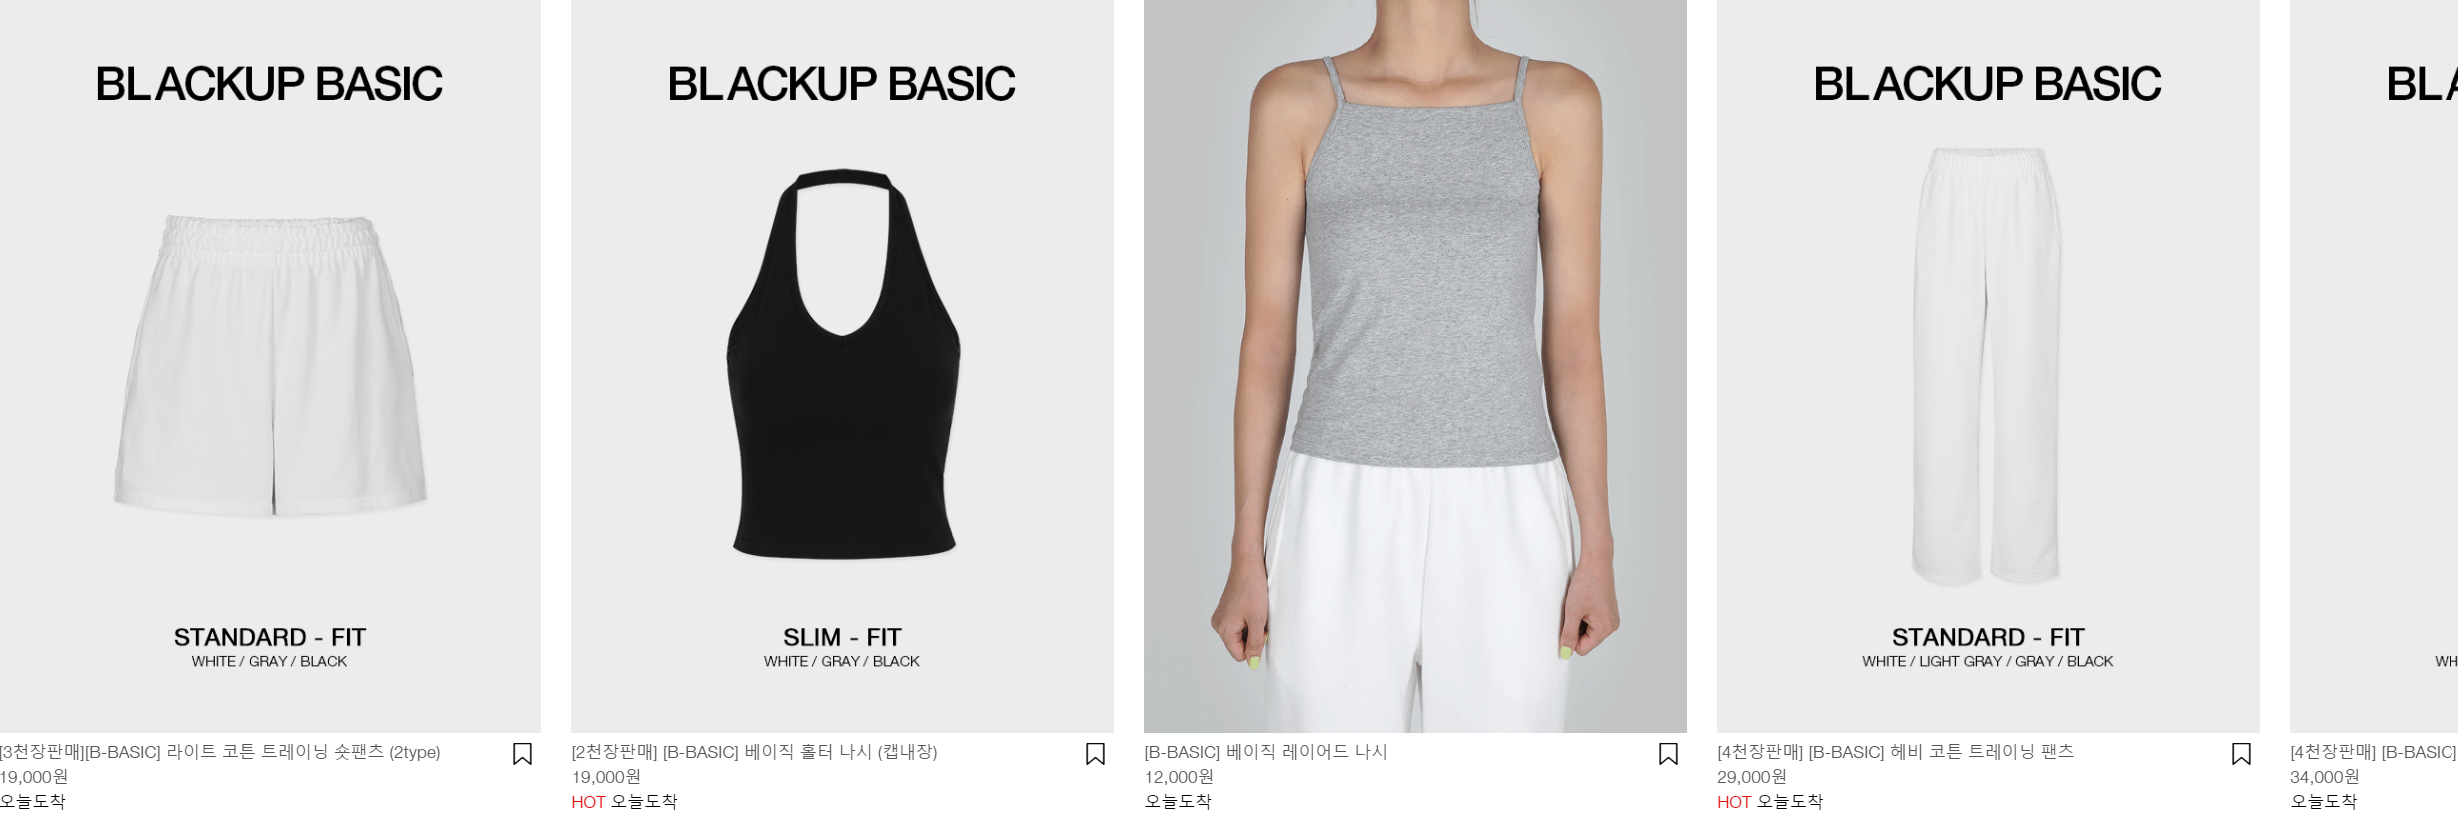 BLACKUP BASIC
STANDARD - FIT
WHITE / GRAY / BLACK
[3천장판매][B-BASIC] 라이트 코튼 트레이닝 숏팬츠 (2type)
19,000원
오늘도착
BLACKUP BASIC
SLIM - FIT
WHITE / GRAY / BLACK
[2천장판매] [B-BASIC] 베이직 홀터 나시 (캡내장)
19,000원
HOT 오늘도착
[B-BASIC] 베이직 레이어드 나시
12,000원
오늘도착
BLACKUP BASIC
STANDARD - FIT
WHITE / LIGHT GRAY / GRAY / BLACK
[4천장판매] [B-BASIC] 헤비 코튼 트레이닝 팬츠
29,000원
HOT 오늘도착
[4천장판매] [B-BASIC]
34,000원
오늘도착